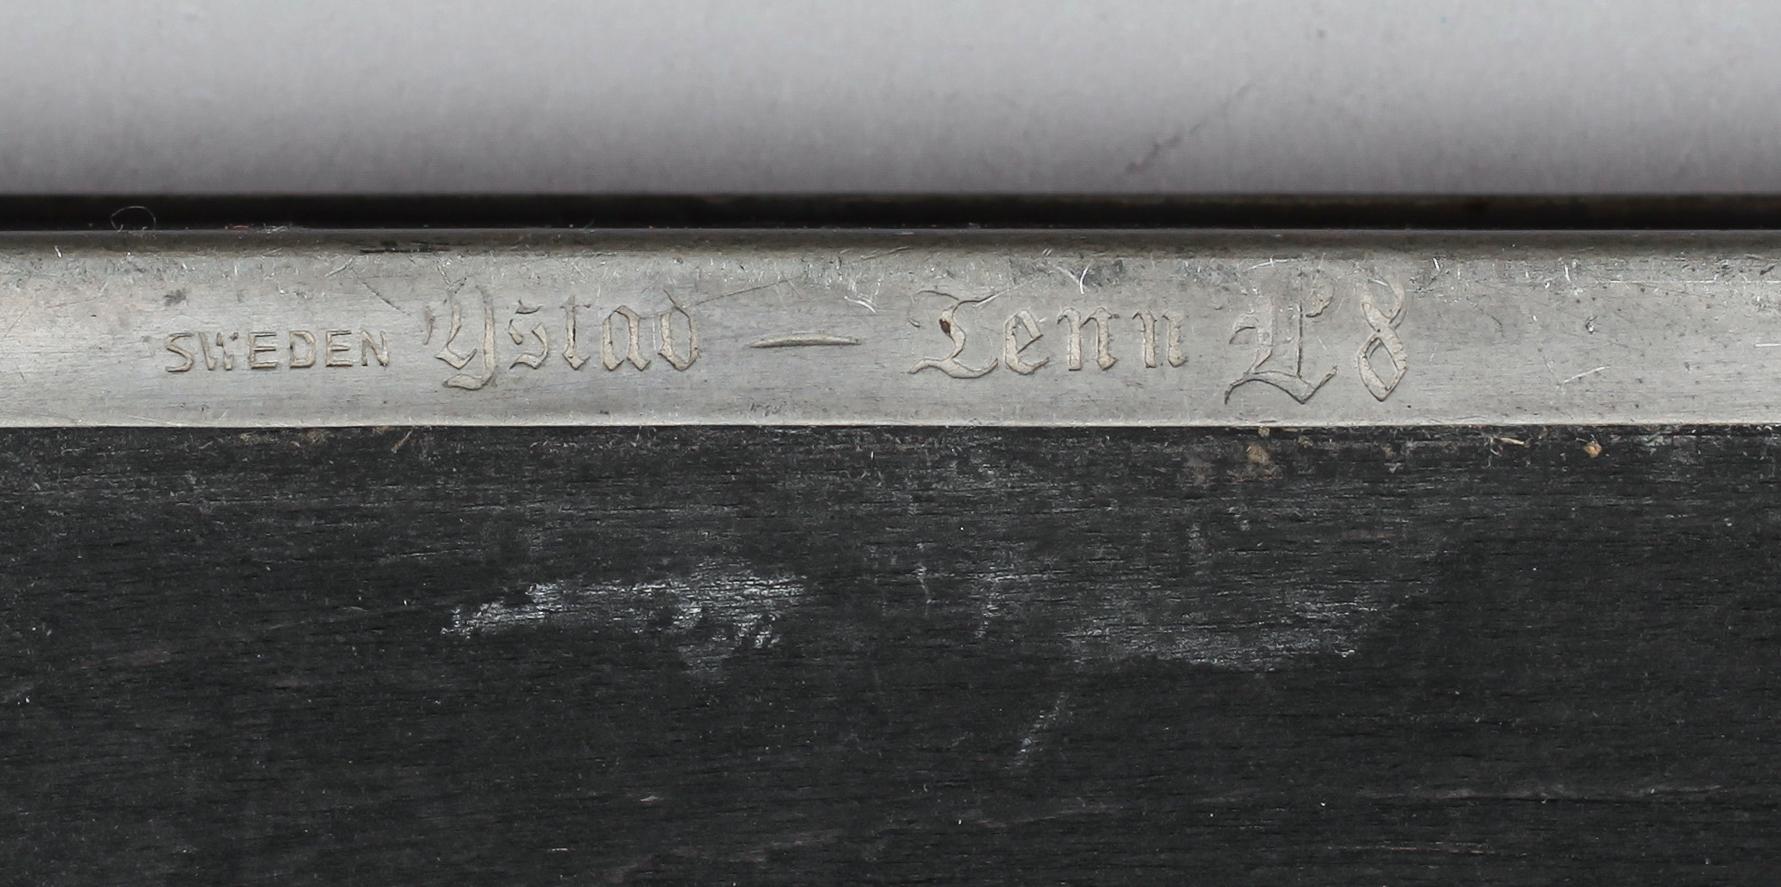 SWEDEN Ystad — Tenn L8